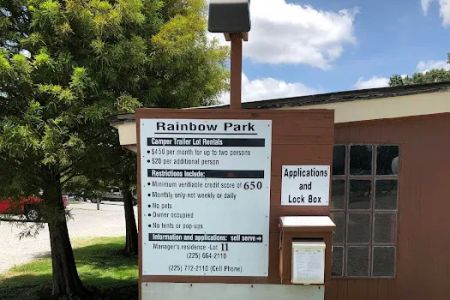 Rainbow Park
Camper Trailer Lot Rentals
• $450 per month for up to two persons
• $20 per additional person
Restrictions Include:
• Minimum verifiable credit score of 650
• Monthly only-not weekly or daily
• No pets
• Owner occupied
• No tents or pop-ups
Information and applications: self serve→
Manager's residence -Lot 11
(225) 664-2110
(225) 772-2110 (Cell Phone)
Applications
and
Lock Box